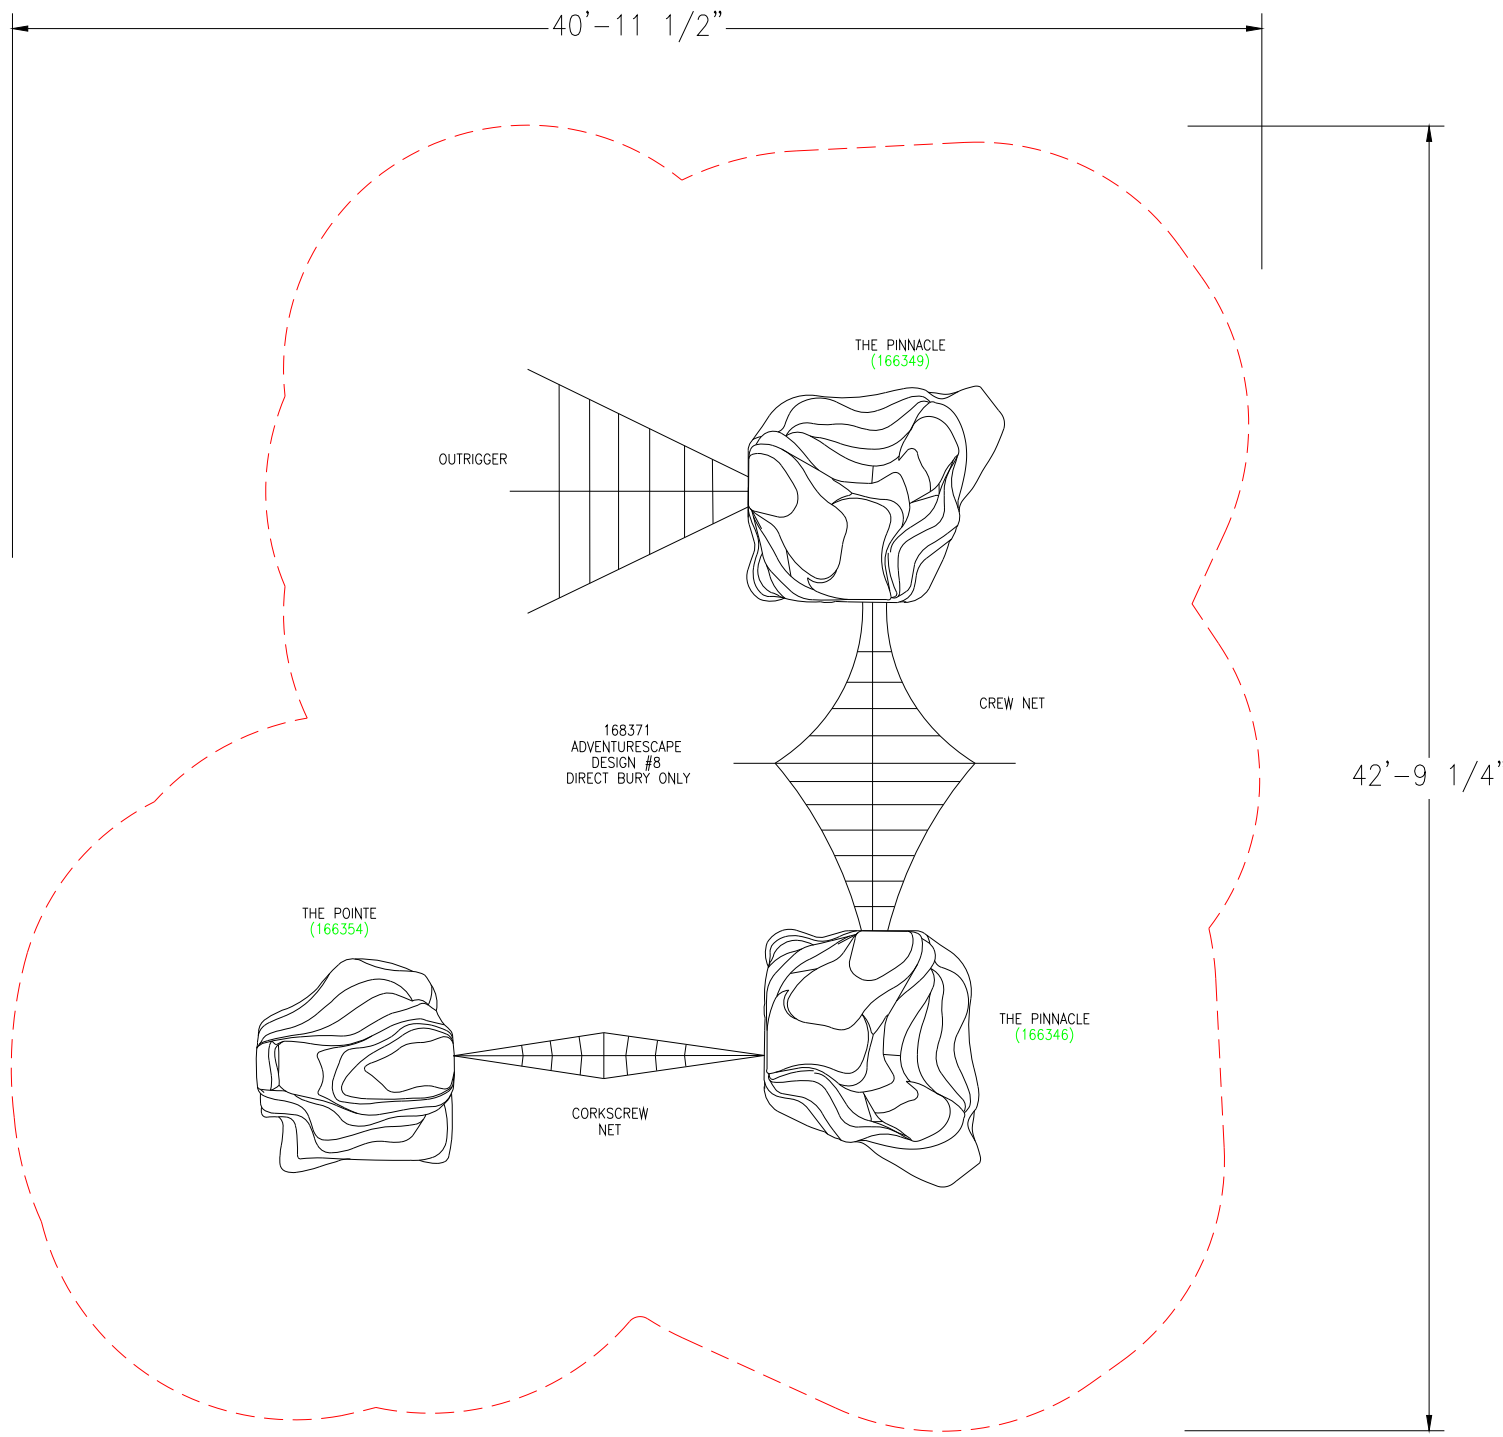 40'-11 1/2"
THE PINNACLE
(166349)
OUTRIGGER
CREW NET
168371
ADVENTURESCAPE
DESIGN #8
DIRECT BURY ONLY
42'-9 1/4'
THE POINTE
(166354)
THE PINNACLE
(166346)
CORKSCREW
NET